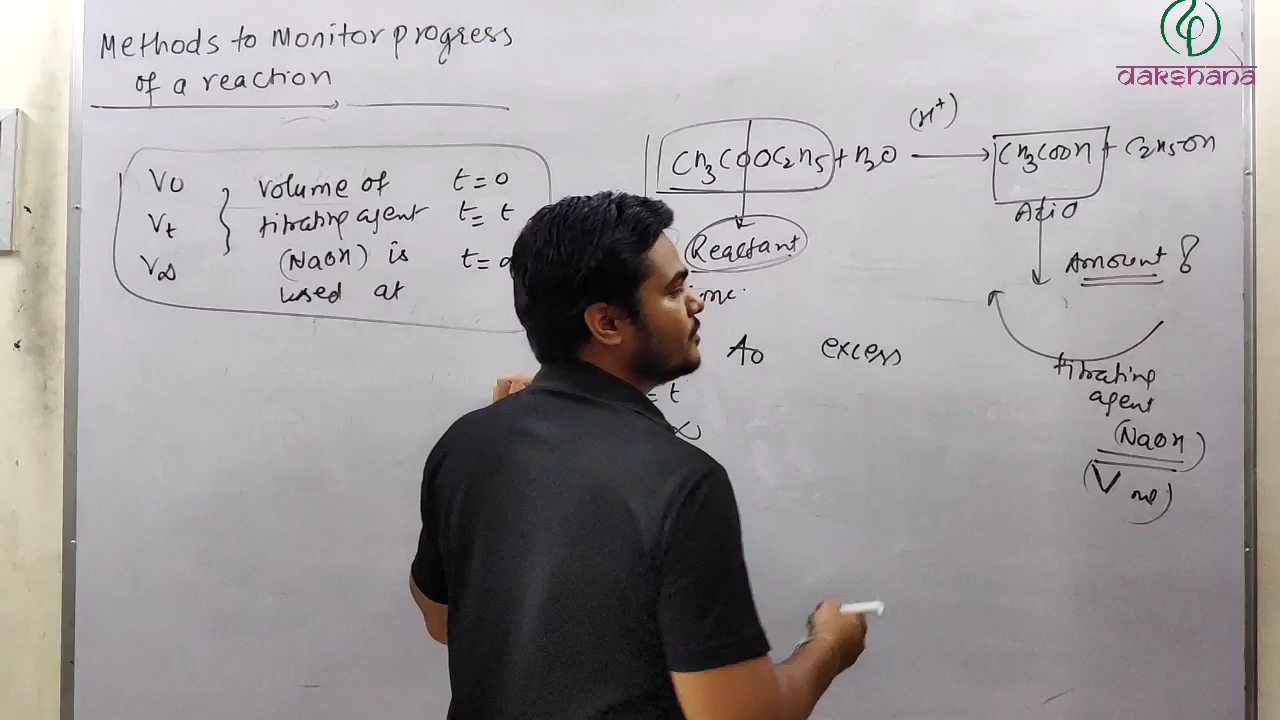 Methods to Monitor progress
of a reaction
V0 } volume of t=0
Vt titrating agent t=t
V∞ (NaOH) is t=
used at
CH3COOC2H5 + H2O (H+) → CH3COOH + C2H5OH
Reactant
Acid
Amount ?
A0 excess
= t
∞
titrating
agent
(NaOH)
(V ml)
dakshana